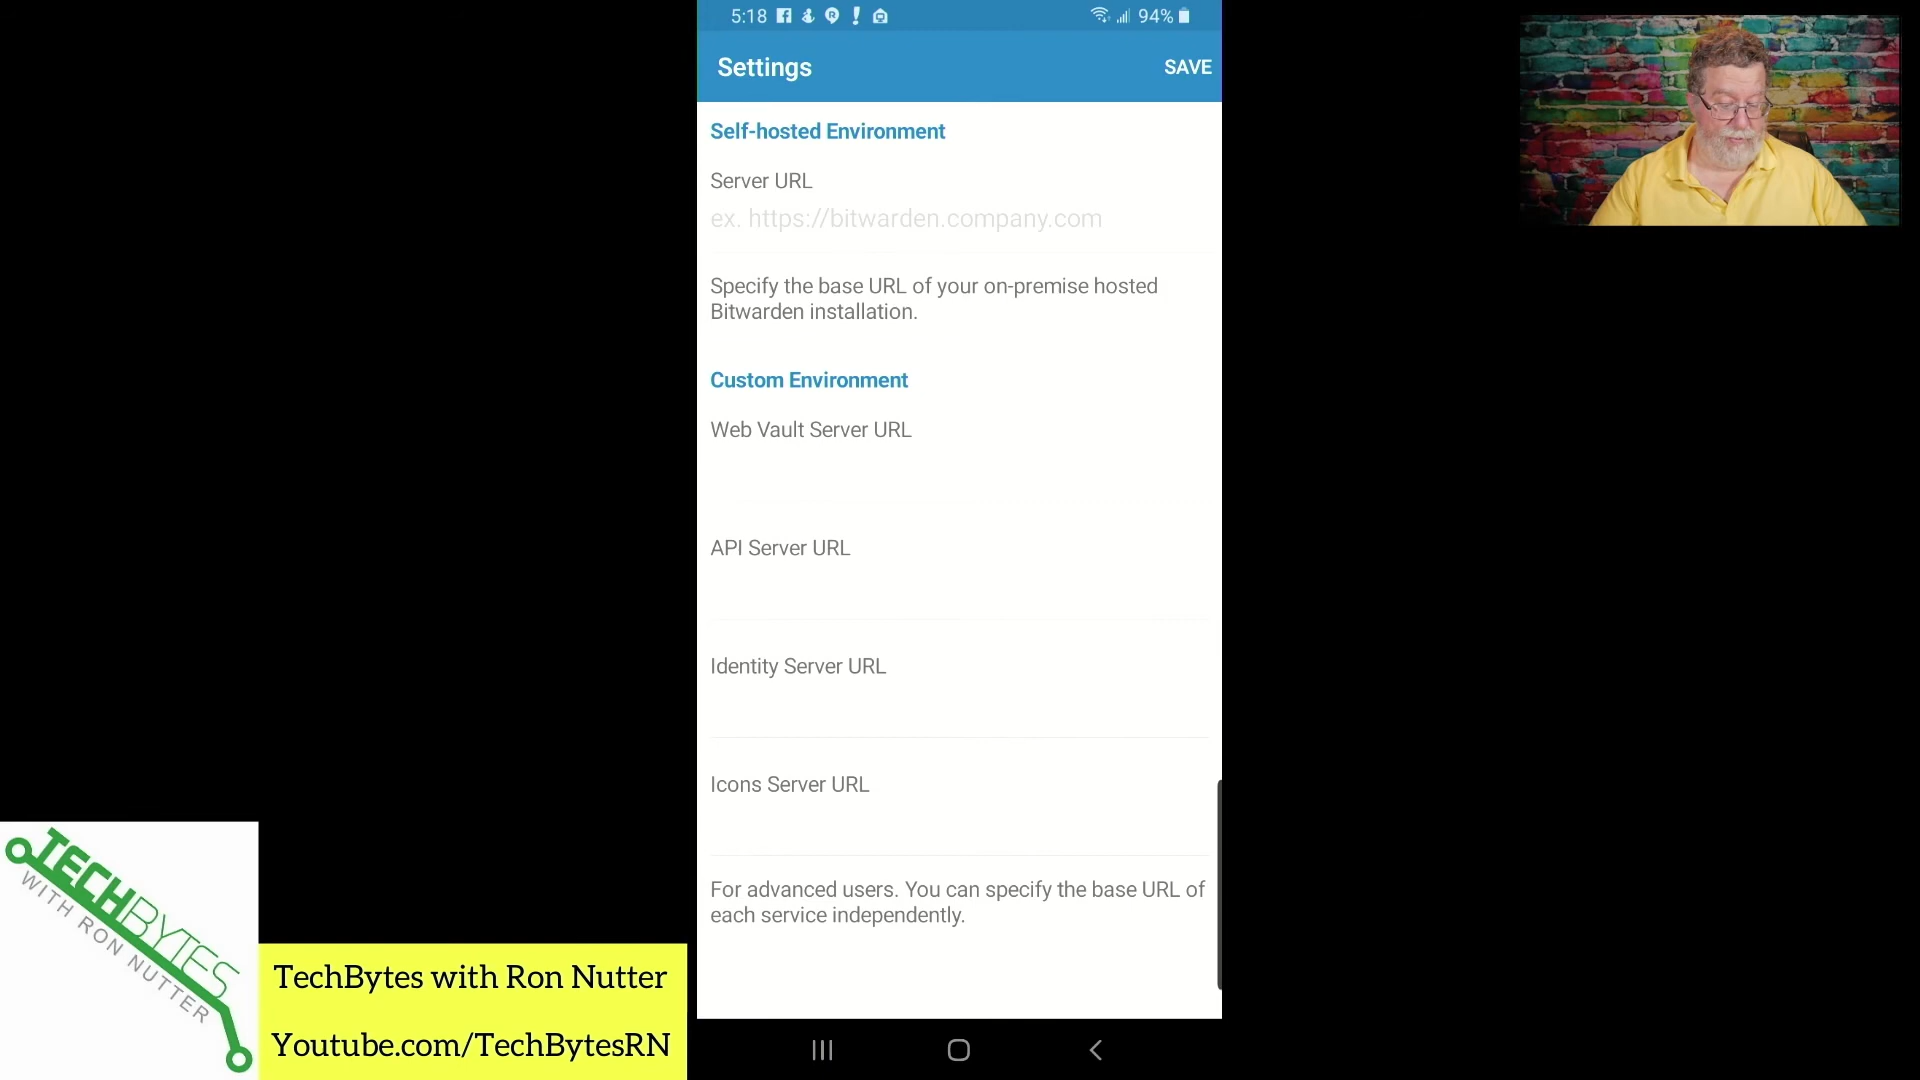 5:18
94%
Settings
SAVE
Self-hosted Environment
Server URL
ex. https://bitwarden.company.com
Specify the base URL of your on-premise hosted
Bitwarden installation.
Custom Environment
Web Vault Server URL
API Server URL
Identity Server URL
Icons Server URL
For advanced users. You can specify the base URL of
each service independently.
TECHBYTES
WITH RON NUTTER
TechBytes with Ron Nutter
Youtube.com/TechBytesRN